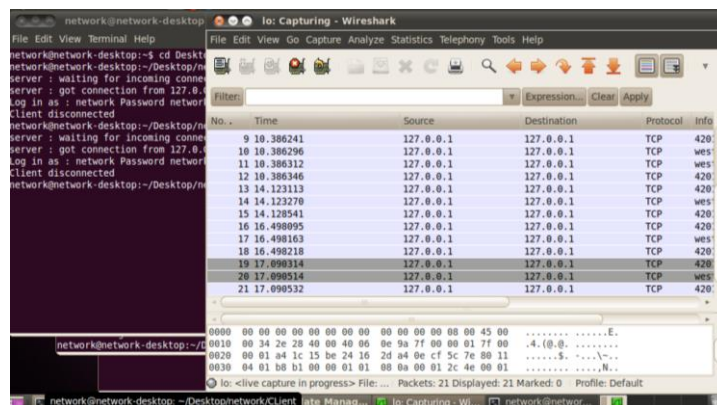 network@network-desktop
File Edit View Terminal Help
network@network-desktop:~$ cd Deskt
network@network-desktop:~/Desktop/n
server : waiting for incoming conne
server : got connection from 127.0.
Log in as : network Password networ
Client disconnected
network@network-desktop:~/Desktop/n
server : waiting for incoming conne
server : got connection from 127.0.
Log in as : network Password networ
Client disconnected
network@network-desktop:~/Desktop/n
network@network-desktop:~/D
lo: Capturing - Wireshark
File Edit View Go Capture Analyze Statistics Telephony Tools Help
Filter: Expression... Clear Apply
No. . Time Source Destination Protocol Info
9 10.386241 127.0.0.1 127.0.0.1 TCP 420
10 10.386296 127.0.0.1 127.0.0.1 TCP wes
11 10.386312 127.0.0.1 127.0.0.1 TCP 420
12 10.386346 127.0.0.1 127.0.0.1 TCP 420
13 14.123113 127.0.0.1 127.0.0.1 TCP 420
14 14.123270 127.0.0.1 127.0.0.1 TCP wes
15 14.128541 127.0.0.1 127.0.0.1 TCP 420
16 16.498095 127.0.0.1 127.0.0.1 TCP 420
17 16.498163 127.0.0.1 127.0.0.1 TCP wes
18 16.498218 127.0.0.1 127.0.0.1 TCP 420
19 17.090314 127.0.0.1 127.0.0.1 TCP 420
20 17.090514 127.0.0.1 127.0.0.1 TCP wes
21 17.090532 127.0.0.1 127.0.0.1 TCP 420
0000 00 00 00 00 00 00 00 00 00 00 00 00 08 00 45 00 ........ ......E.
0010 00 34 2e 28 40 00 40 06 0e 9a 7f 00 00 01 7f 00 .4.(@.@. ........
0020 00 01 a4 1c 15 be 24 16 2d a4 0e cf 5c 7e 80 11 ......$. -...\~..
0030 04 01 b8 b1 00 00 01 01 08 0a 00 01 2c 4e 00 01 ........ ....,N..
lo: <live capture in progress> File: ... Packets: 21 Displayed: 21 Marked: 0 Profile: Default
network@network-desktop: ~/Desktop/network/CLient ate Manag... lo: Capturing - Wi... network@networ...